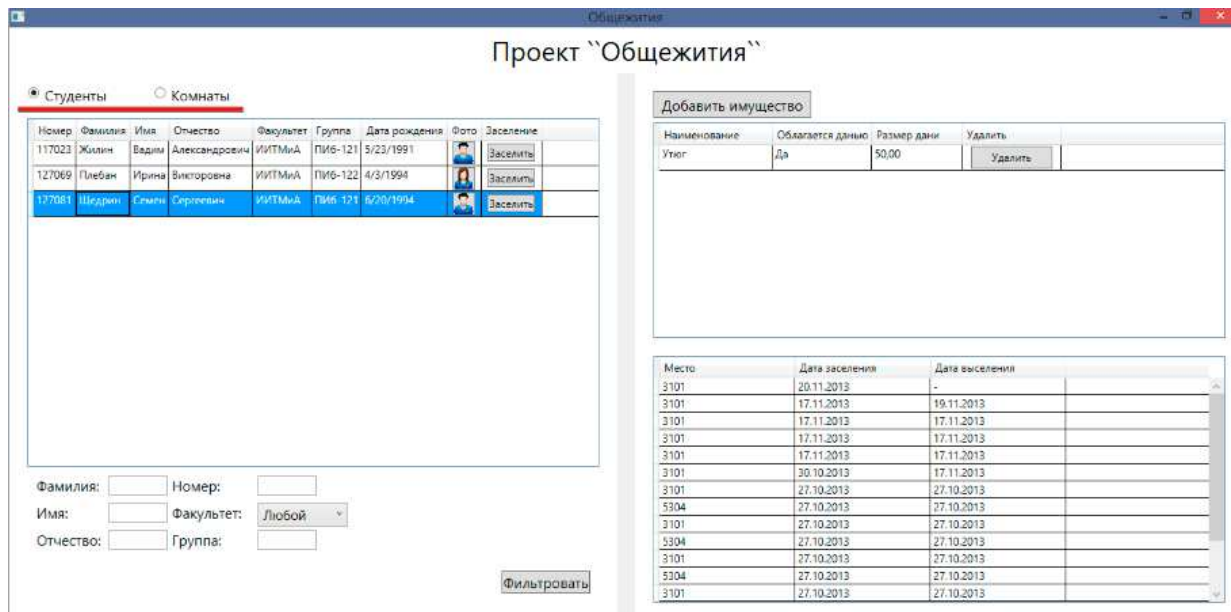 Общежития
Проект ``Общежития``
Студенты Комнаты
Номер Фамилия Имя Отчество Факультет Группа Дата рождения Фото Заселение
117023 Жилин Вадим Александрович ИИТМиА ПИб-121 5/23/1991 Заселить
127069 Плебан Ирина Викторовна ИИТМиА ПИб-122 4/3/1994 Заселить
127081 Щедрин Семен Сергеевич ИИТМиА ПИб-121 6/20/1994 Заселить
Фамилия: Номер:
Имя: Факультет: Любой
Отчество: Группа:
Фильтровать
Добавить имущество
Наименование Облагается данью Размер дани Удалить
Утюг Да 50,00 Удалить
Место Дата заселения Дата выселения
3101 20.11.2013 -
3101 17.11.2013 19.11.2013
3101 17.11.2013 17.11.2013
3101 17.11.2013 17.11.2013
3101 17.11.2013 17.11.2013
3101 30.10.2013 17.11.2013
3101 27.10.2013 27.10.2013
5304 27.10.2013 27.10.2013
3101 27.10.2013 27.10.2013
5304 27.10.2013 27.10.2013
3101 27.10.2013 27.10.2013
5304 27.10.2013 27.10.2013
3101 27.10.2013 27.10.2013